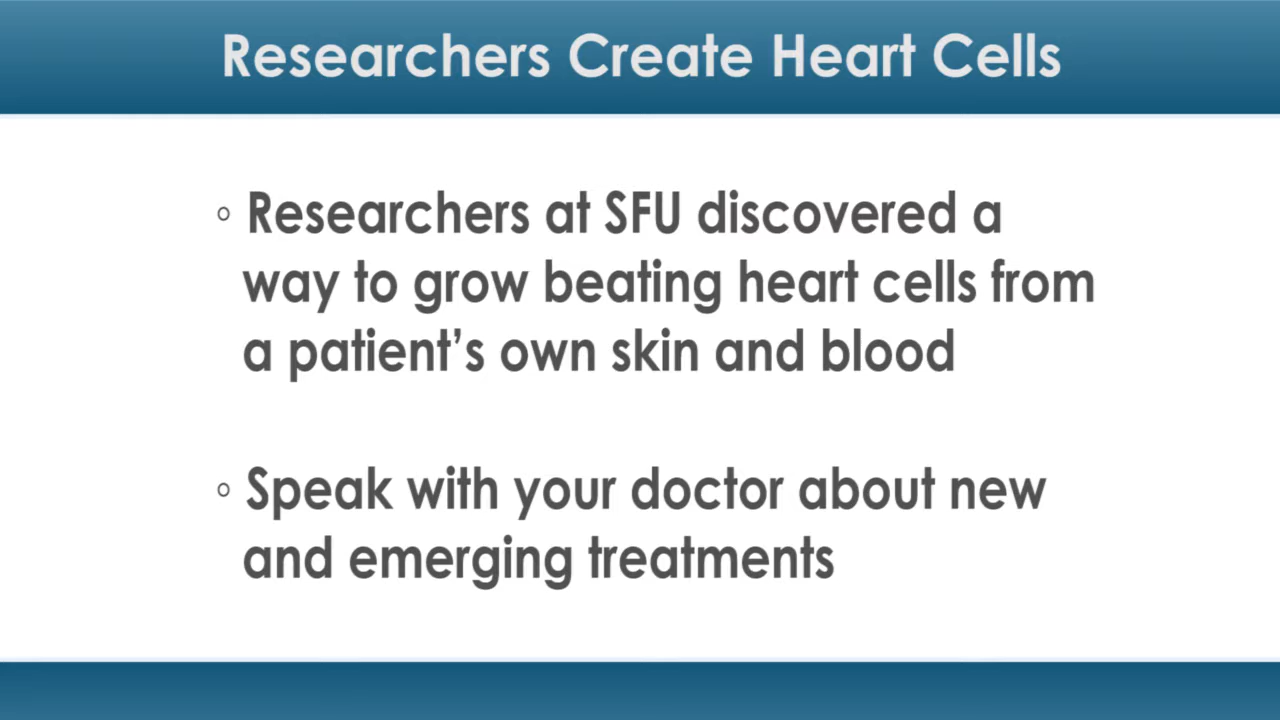 Researchers Create Heart Cells
◦ Researchers at SFU discovered a
way to grow beating heart cells from
a patient’s own skin and blood
◦ Speak with your doctor about new
and emerging treatments